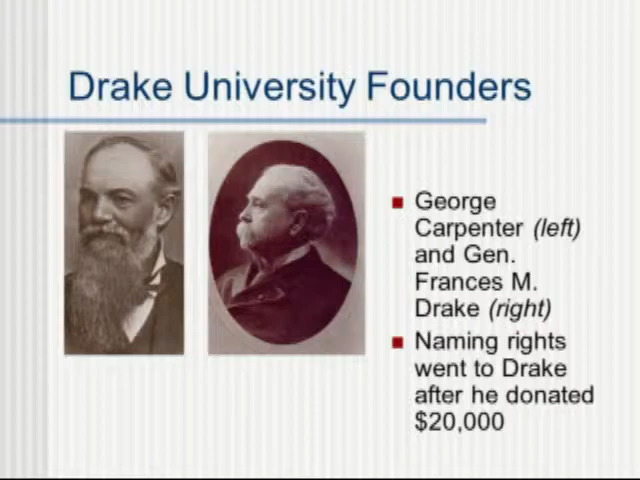 Drake University Founders
George
Carpenter (left)
and Gen.
Frances M.
Drake (right)
Naming rights
went to Drake
after he donated
$20,000